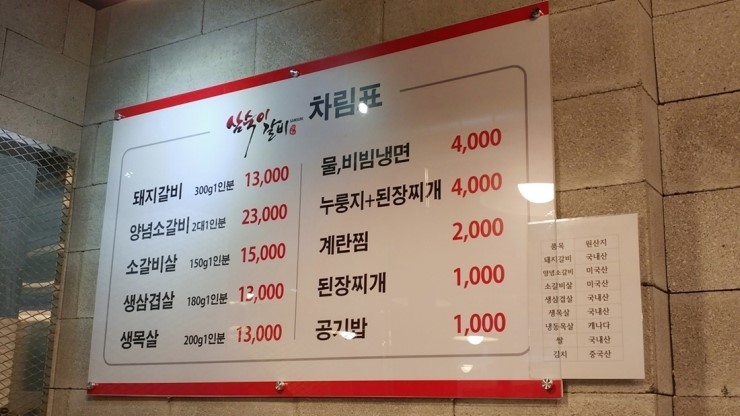 삼숙이 갈비 차림표
돼지갈비 300g1인분 13,000
양념소갈비 2대1인분 23,000
소갈비살 150g1인분 15,000
생삼겹살 180g1인분 13,000
생목살 200g1인분 13,000
물,비빔냉면 4,000
누룽지+된장찌개 4,000
계란찜 2,000
된장찌개 1,000
공기밥 1,000
품목 원산지
돼지갈비 국내산
양념소갈비 미국산
소갈비살 미국산
생삼겹살 국내산
생목살 국내산
냉동목살 캐나다
쌀 국내산
김치 중국산